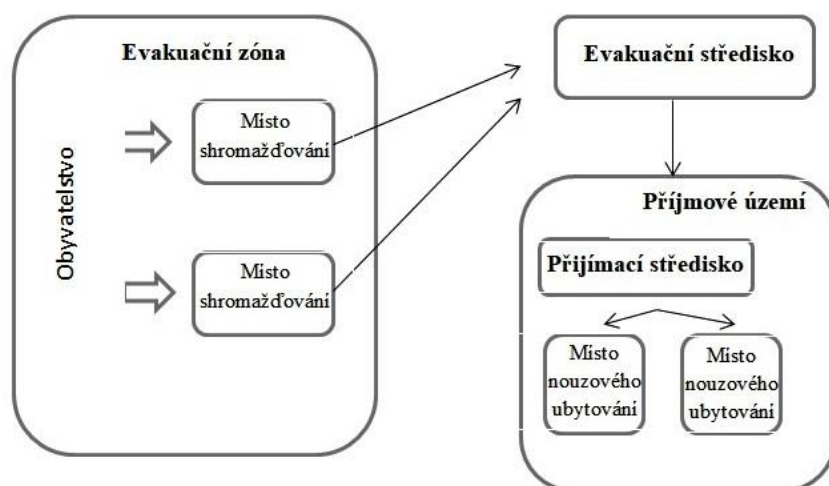 Evakuační zóna
Obyvatelstvo
Místo
shromažďování
Místo
shromažďování
Evakuační středisko
Příjmové území
Přijímací středisko
Místo
nouzového
ubytování
Místo
nouzového
ubytování